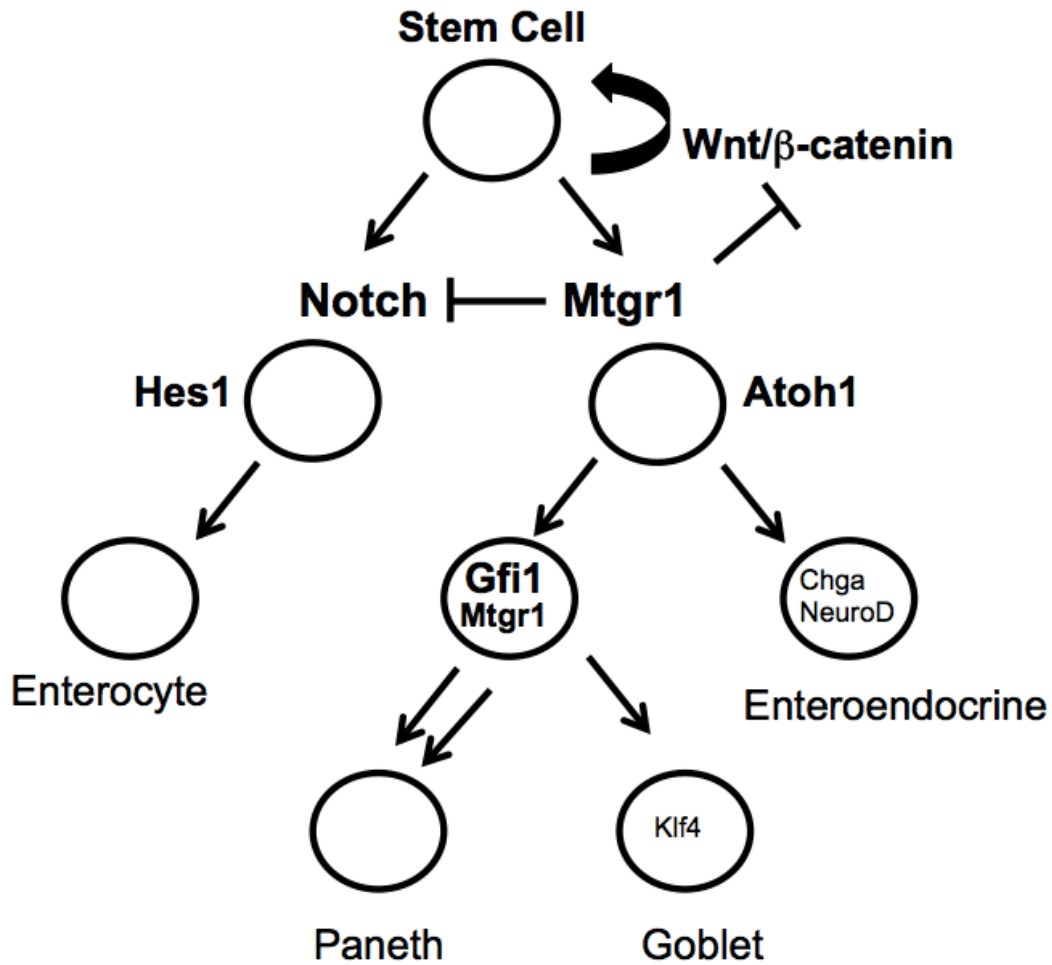 Stem Cell
Wnt/β-catenin
Notch
Mtgr1
Hes1
Atoh1
Gfi1
Mtgr1
Chga
NeuroD
Enterocyte
Enteroendocrine
Klf4
Paneth
Goblet